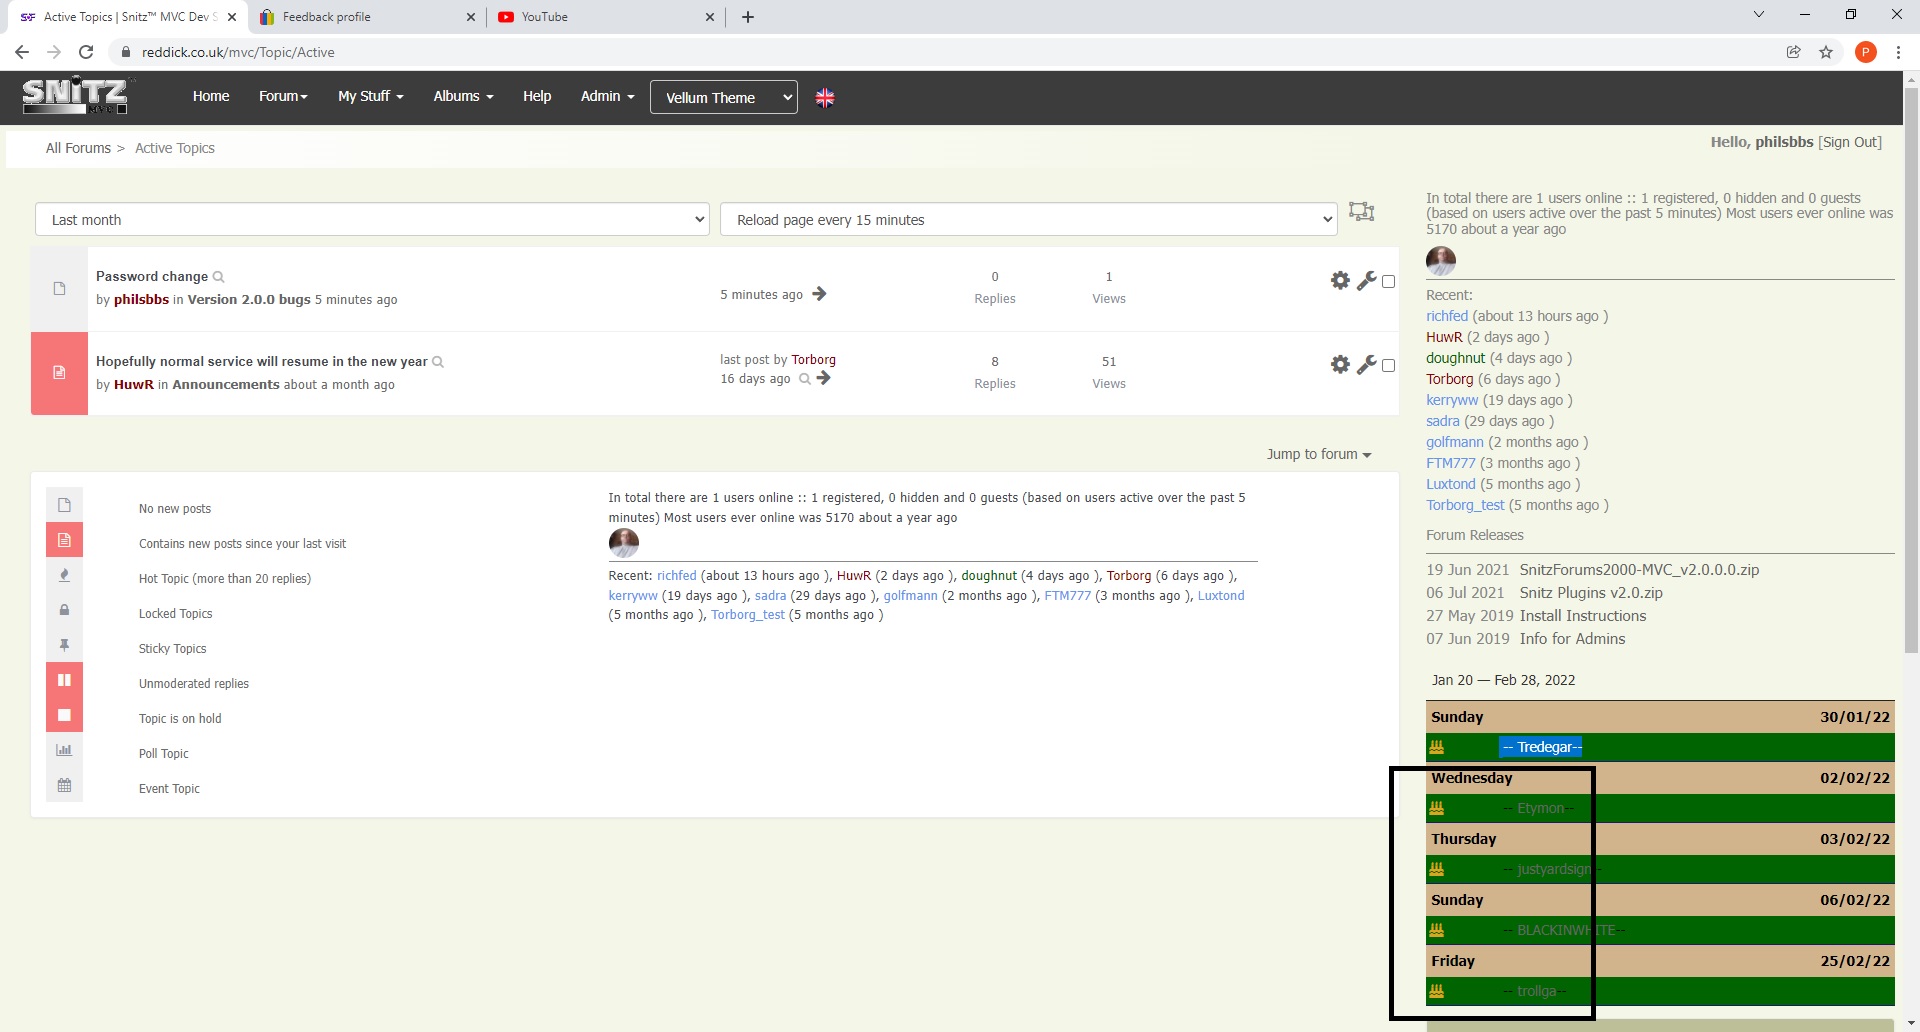 Active Topics | Snitz™ MVC Dev S
Feedback profile
YouTube
reddick.co.uk/mvc/Topic/Active
P
SNiTZ
MVC
Home
Forum
My Stuff
Albums
Help
Admin
Vellum Theme
All Forums > Active Topics
Hello, philsbbs [Sign Out]
Last month
Reload page every 15 minutes
Password change
by philsbbs in Version 2.0.0 bugs 5 minutes ago
5 minutes ago
0
Replies
1
Views
Hopefully normal service will resume in the new year
by HuwR in Announcements about a month ago
last post by Torborg
16 days ago
8
Replies
51
Views
Jump to forum
No new posts
Contains new posts since your last visit
Hot Topic (more than 20 replies)
Locked Topics
Sticky Topics
Unmoderated replies
Topic is on hold
Poll Topic
Event Topic
In total there are 1 users online :: 1 registered, 0 hidden and 0 guests (based on users active over the past 5
minutes) Most users ever online was 5170 about a year ago
Recent: richfed (about 13 hours ago ), HuwR (2 days ago ), doughnut (4 days ago ), Torborg (6 days ago ),
kerryww (19 days ago ), sadra (29 days ago ), golfmann (2 months ago ), FTM777 (3 months ago ), Luxtond
(5 months ago ), Torborg_test (5 months ago )
In total there are 1 users online :: 1 registered, 0 hidden and 0 guests
(based on users active over the past 5 minutes) Most users ever online was
5170 about a year ago
Recent:
richfed (about 13 hours ago )
HuwR (2 days ago )
doughnut (4 days ago )
Torborg (6 days ago )
kerryww (19 days ago )
sadra (29 days ago )
golfmann (2 months ago )
FTM777 (3 months ago )
Luxtond (5 months ago )
Torborg_test (5 months ago )
Forum Releases
19 Jun 2021 SnitzForums2000-MVC_v2.0.0.0.zip
06 Jul 2021 Snitz Plugins v2.0.zip
27 May 2019 Install Instructions
07 Jun 2019 Info for Admins
Jan 20 — Feb 28, 2022
Sunday 30/01/22
-- Tredegar--
Wednesday 02/02/22
-- Etymon--
Thursday 03/02/22
-- justyardsign--
Sunday 06/02/22
-- BLACKINWHITE--
Friday 25/02/22
-- trollga--